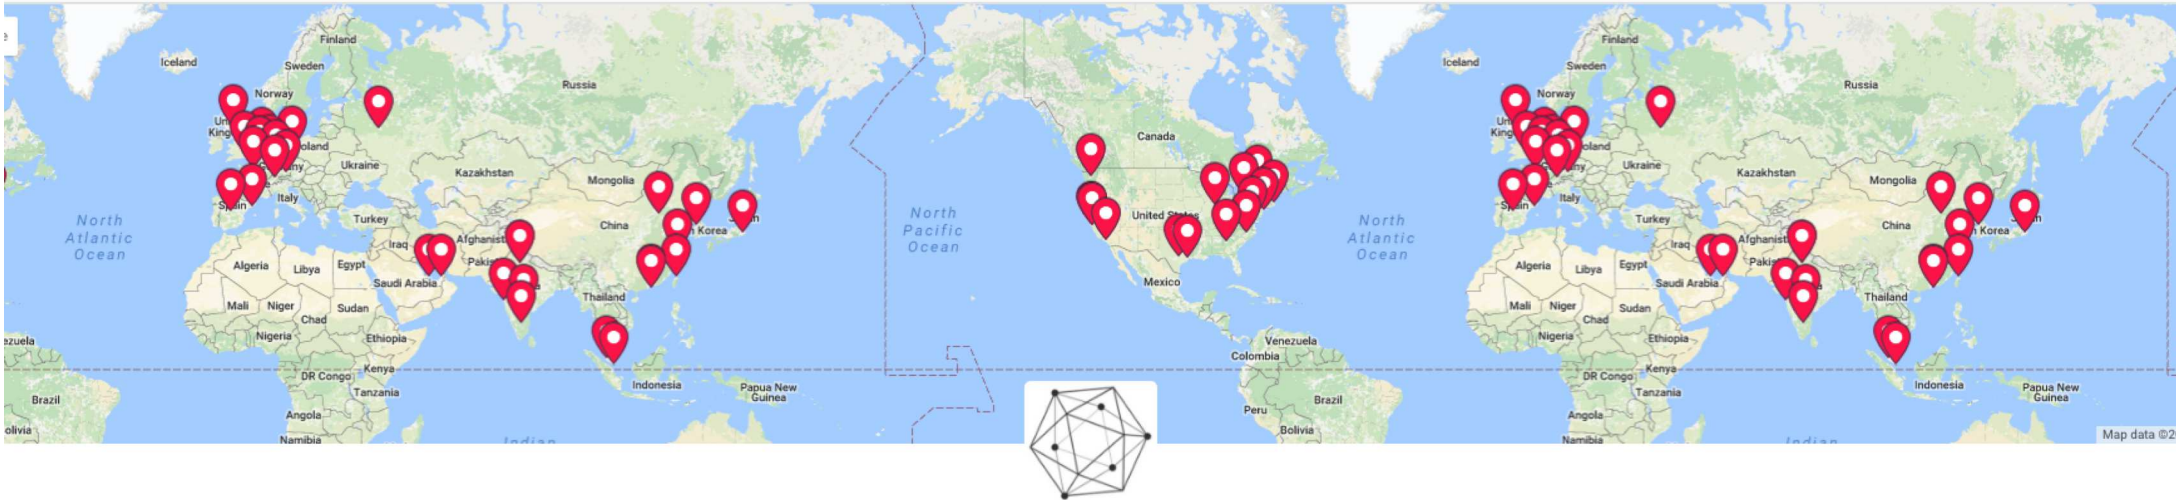 Finland
Iceland
Sweden
Norway
Russia
Ukraine
Kazakhstan
Mongolia
Italy
Spain
Turkey
China
Korea
North
Atlantic
Ocean
Iraq
Algeria
Libya
Egypt
Saudi Arabia
Mali
Niger
Sudan
Chad
Thailand
Nigeria
Ethiopia
DR Congo
Kenya
Tanzania
Indonesia
Papua New
Guinea
Brazil
Angola
Namibia
Indian
North
Pacific
Ocean
Canada
United States
Mexico
Venezuela
Colombia
Peru
Brazil
Bolivia
North
Atlantic
Ocean
Iceland
Finland
Sweden
Norway
Russia
Ukraine
Kazakhstan
Mongolia
Italy
Spain
Turkey
China
Korea
Iraq
Algeria
Libya
Egypt
Saudi Arabia
Mali
Niger
Sudan
Chad
Thailand
Nigeria
Ethiopia
DR Congo
Kenya
Tanzania
Indonesia
Papua New
Guinea
Angola
Namibia
Indian
Map data ©2